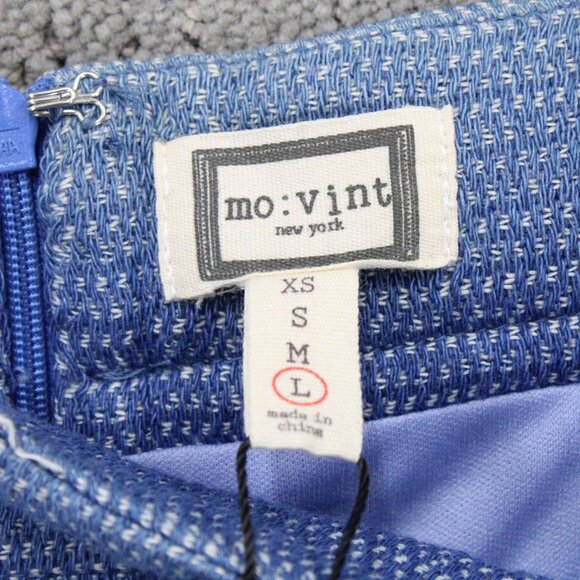 mo:vint
new york
XS
S
M
L
made in
china